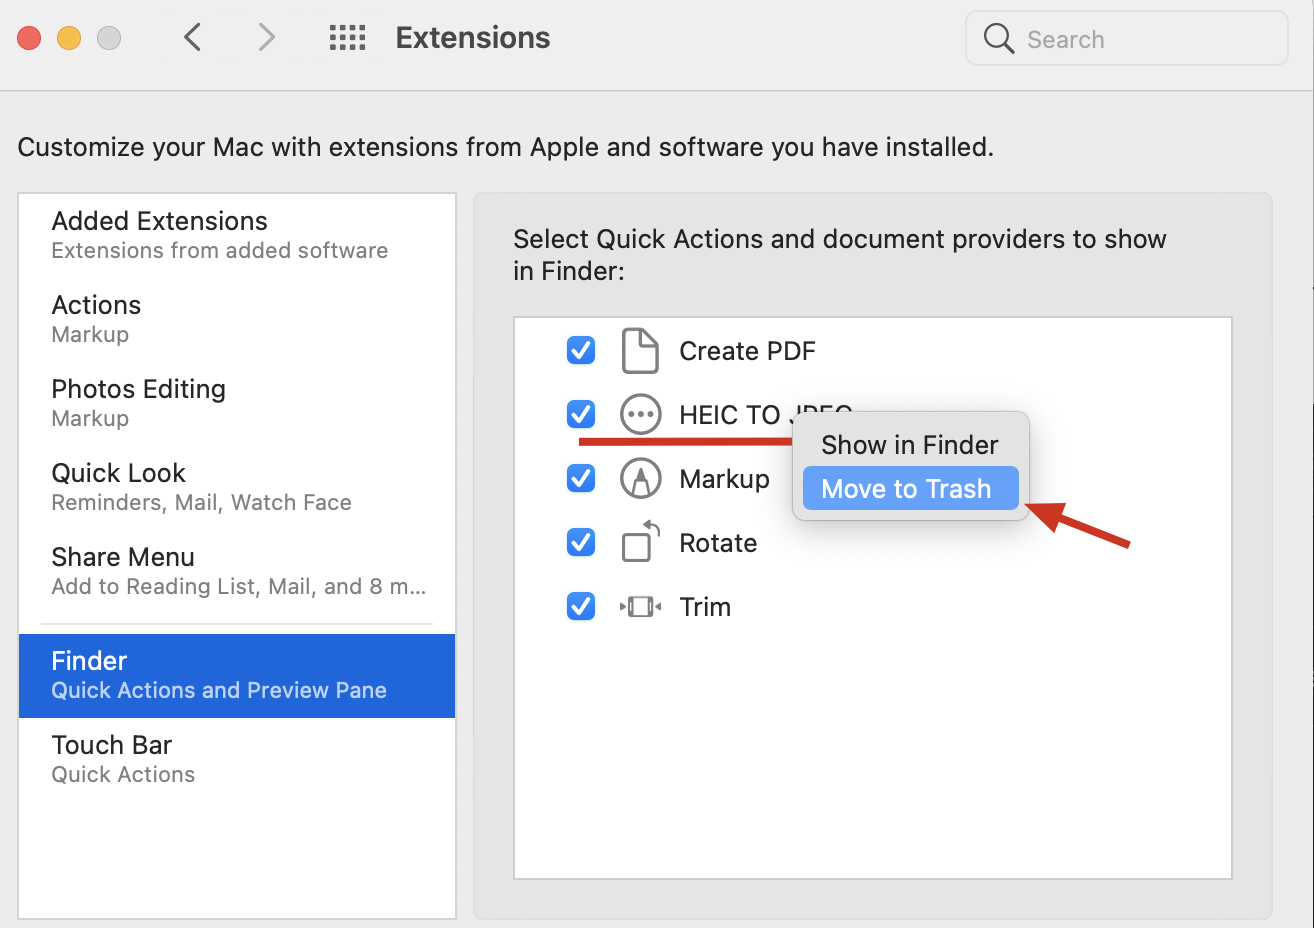 Extensions
Search
Customize your Mac with extensions from Apple and software you have installed.
Added Extensions
Extensions from added software
Actions
Markup
Photos Editing
Markup
Quick Look
Reminders, Mail, Watch Face
Share Menu
Add to Reading List, Mail, and 8 m...
Finder
Quick Actions and Preview Pane
Touch Bar
Quick Actions
Select Quick Actions and document providers to show
in Finder:
Create PDF
HEIC TO JPEG
Show in Finder
Move to Trash
Markup
Rotate
Trim